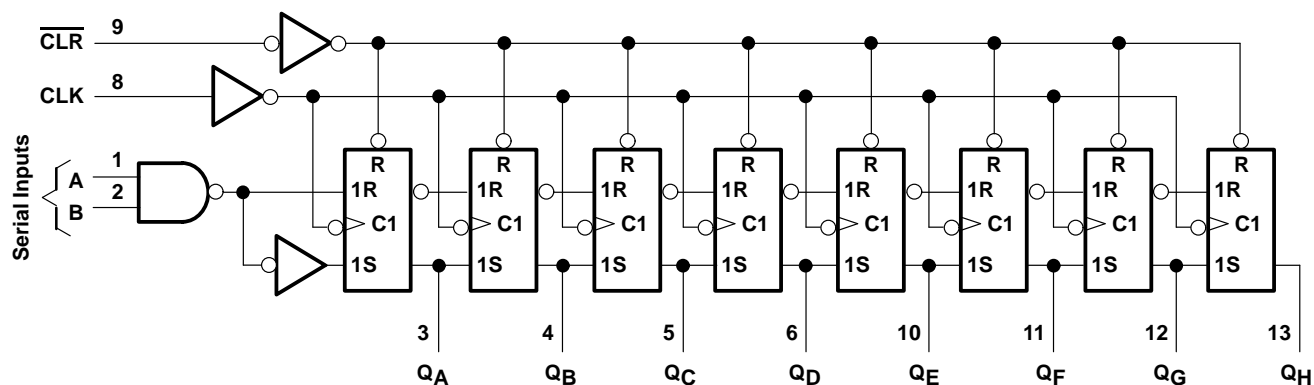 CLR 9
CLK 8
Serial Inputs
A 1
B 2
R R R R R R R R
1R 1R 1R 1R 1R 1R 1R 1R
C1 C1 C1 C1 C1 C1 C1 C1
1S 1S 1S 1S 1S 1S 1S 1S
3 4 5 6 10 11 12 13
QA QB QC QD QE QF QG QH